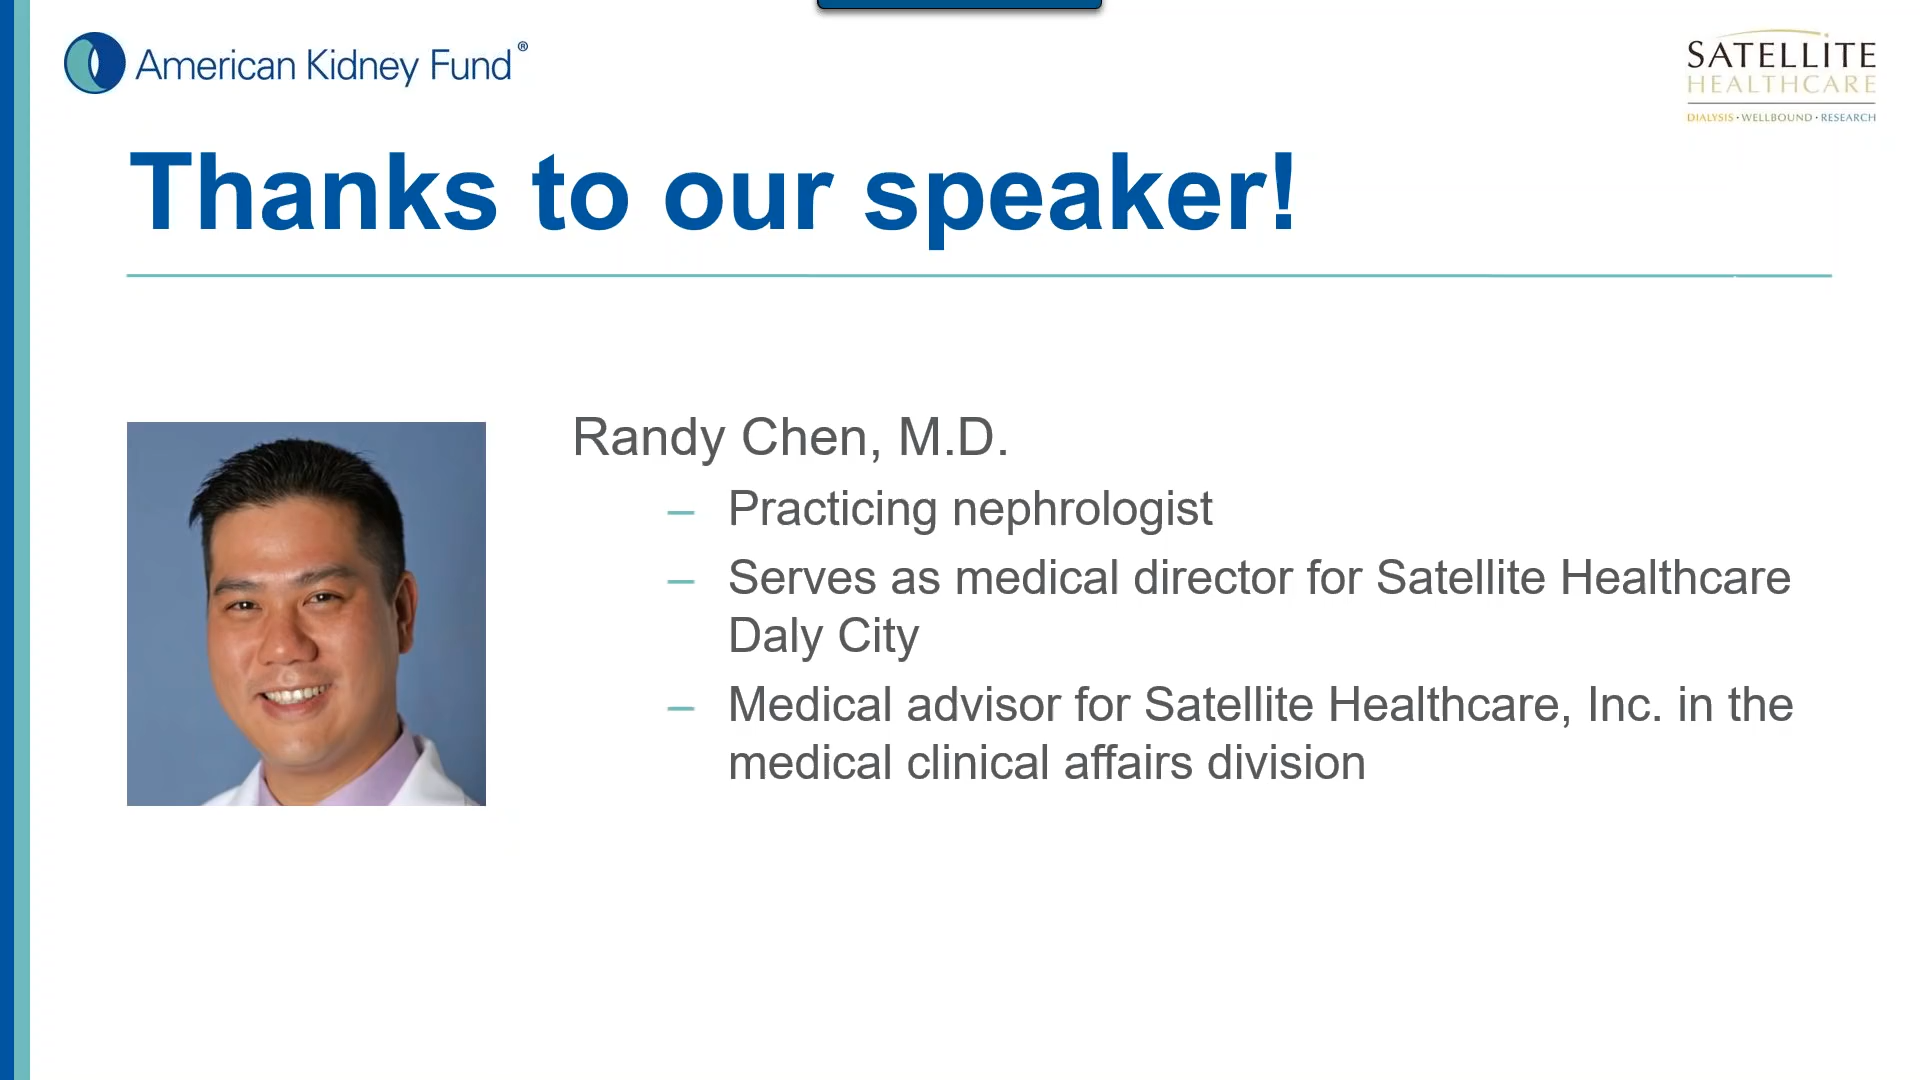 American Kidney Fund®
SATELLiTE
HEALTHCARE
DIALYSIS · WELLBOUND · RESEARCH
Thanks to our speaker!
Randy Chen, M.D.
– Practicing nephrologist
– Serves as medical director for Satellite Healthcare
Daly City
– Medical advisor for Satellite Healthcare, Inc. in the
medical clinical affairs division